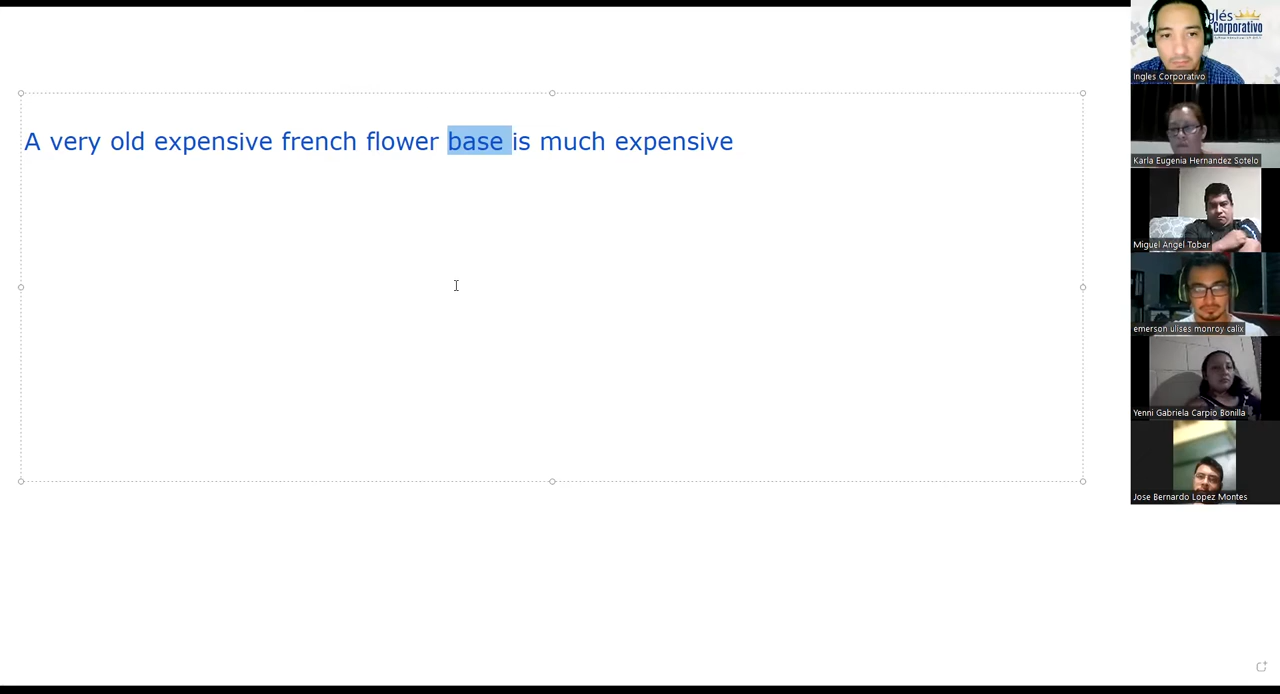 glés
Corporativo
Ingles Corporativo
A very old expensive french flower base is much expensive
Karla Eugenia Hernandez Sotelo
Miguel Angel Tobar
emerson ulises monroy calix
Yenni Gabriela Carpio Bonilla
Jose Bernardo Lopez Montes